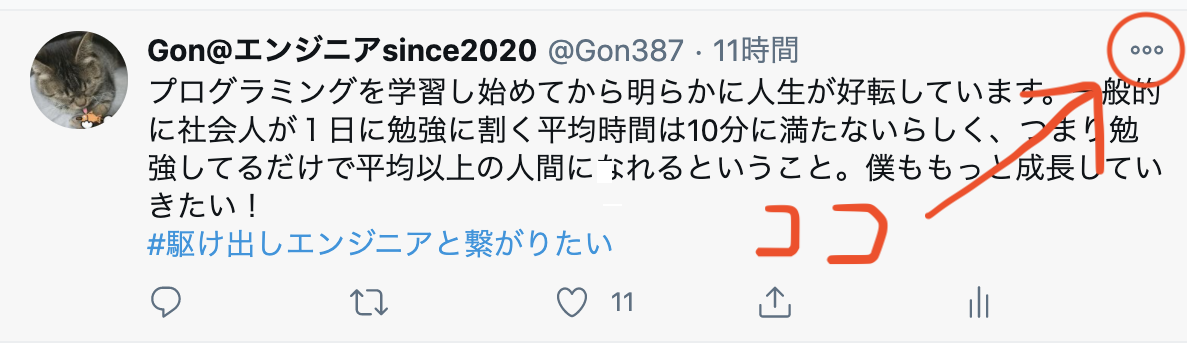 Gon@エンジニアsince2020 @Gon387 · 11時間
プログラミングを学習し始めてから明らかに人生が好転しています。一般的
に社会人が１日に勉強に割く平均時間は10分に満たないらしく、つまり勉
強してるだけで平均以上の人間になれるということ。僕ももっと成長してい
きたい！
#駆け出しエンジニアと繋がりたい
ココ
11